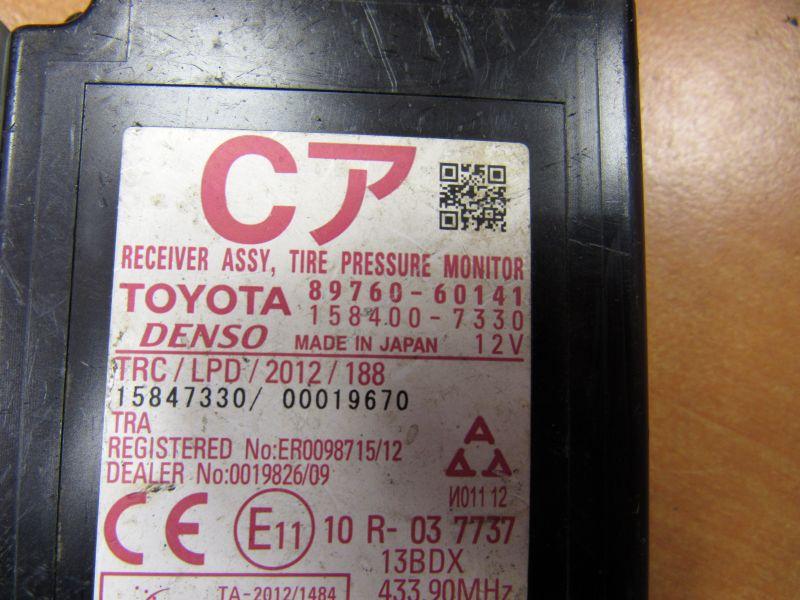 Cア
RECEIVER ASSY, TIRE PRESSURE MONITOR
TOYOTA 89760-60141
158400-7330
DENSO MADE IN JAPAN 12V
TRC/LPD/2012/188
15847330/ 00019670
TRA
REGISTERED No:ER0098715/12
DEALER No:0019826/09
И011 12
CE E11 10 R- 03 7737
13BDX
TA-2012/1484
433.90MHz